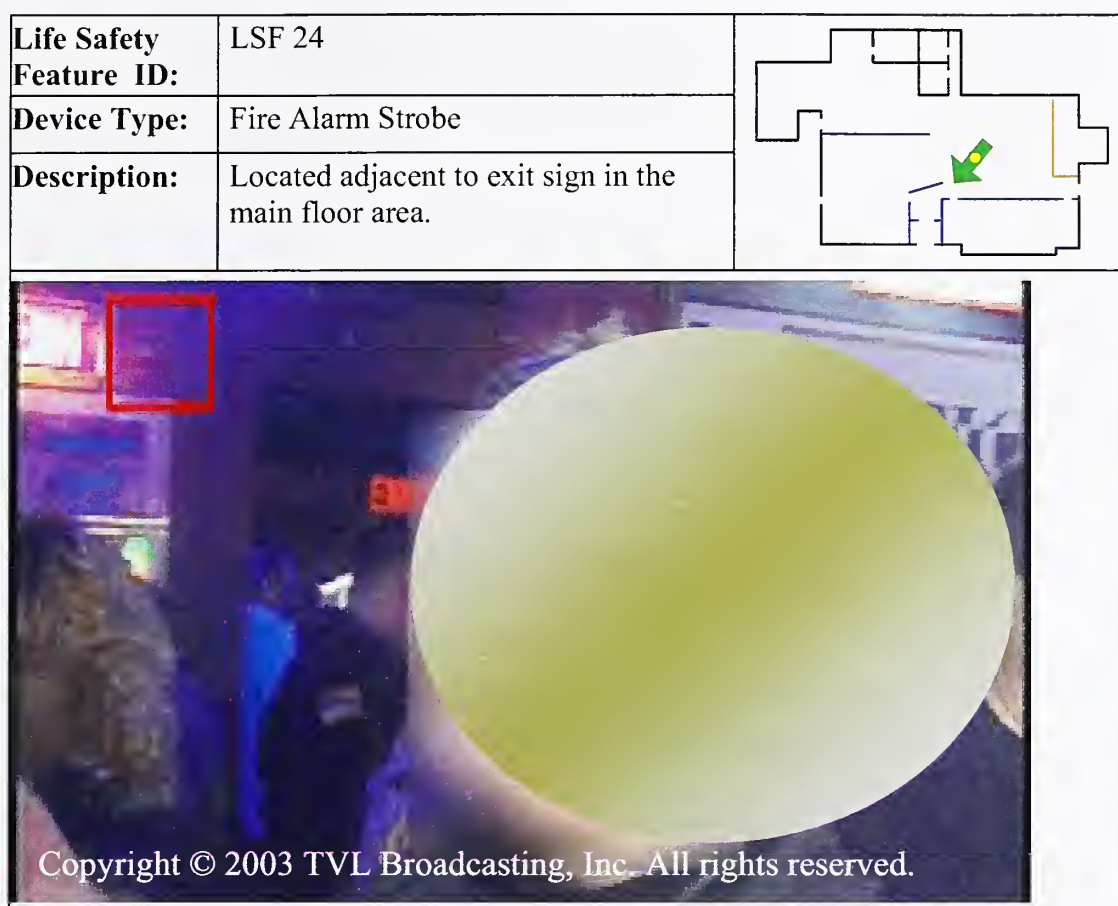 Life Safety Feature ID: LSF 24
Device Type: Fire Alarm Strobe
Description: Located adjacent to exit sign in the
main floor area.
Copyright © 2003 TVL Broadcasting, Inc. All rights reserved.